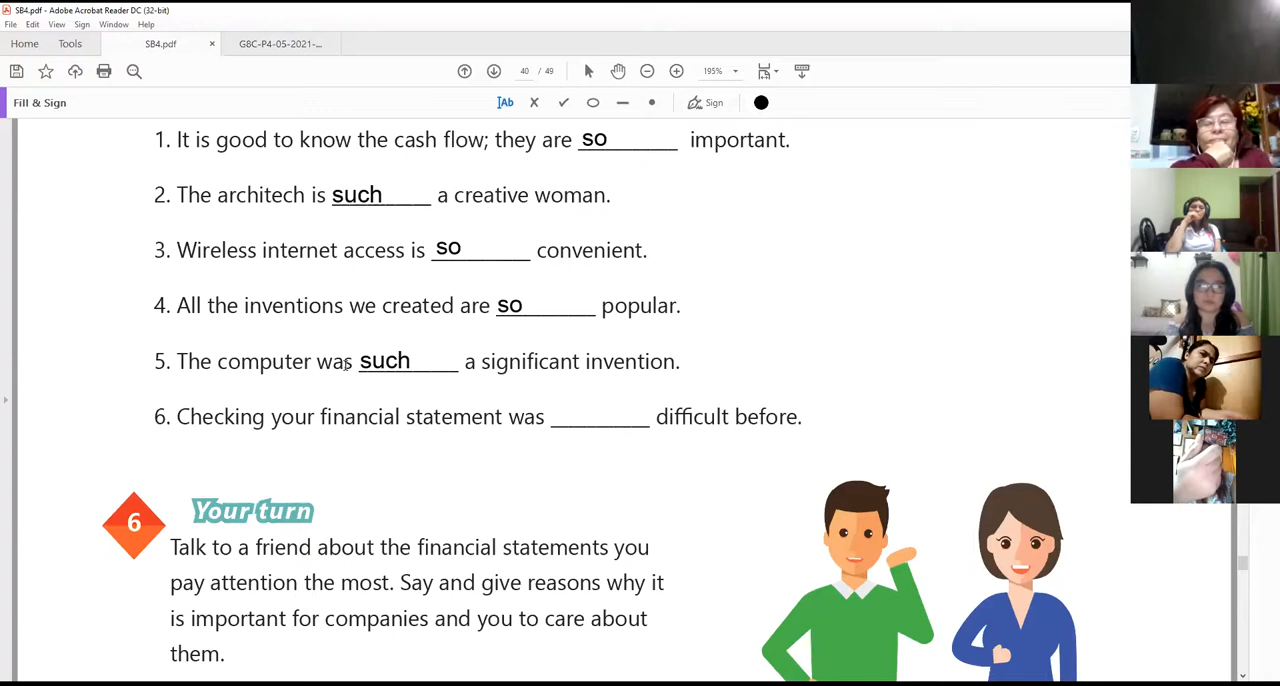 SB4.pdf - Adobe Acrobat Reader DC (32-bit)
File Edit View Sign Window Help
Home Tools SB4.pdf × G8C-P4-05-2021-...
40 / 49 195%
Fill & Sign Ab Sign
1. It is good to know the cash flow; they are so important.
2. The architech is such a creative woman.
3. Wireless internet access is so convenient.
4. All the inventions we created are so popular.
5. The computer was such a significant invention.
6. Checking your financial statement was __________ difficult before.
6 Your turn
Talk to a friend about the financial statements you
pay attention the most. Say and give reasons why it
is important for companies and you to care about
them.